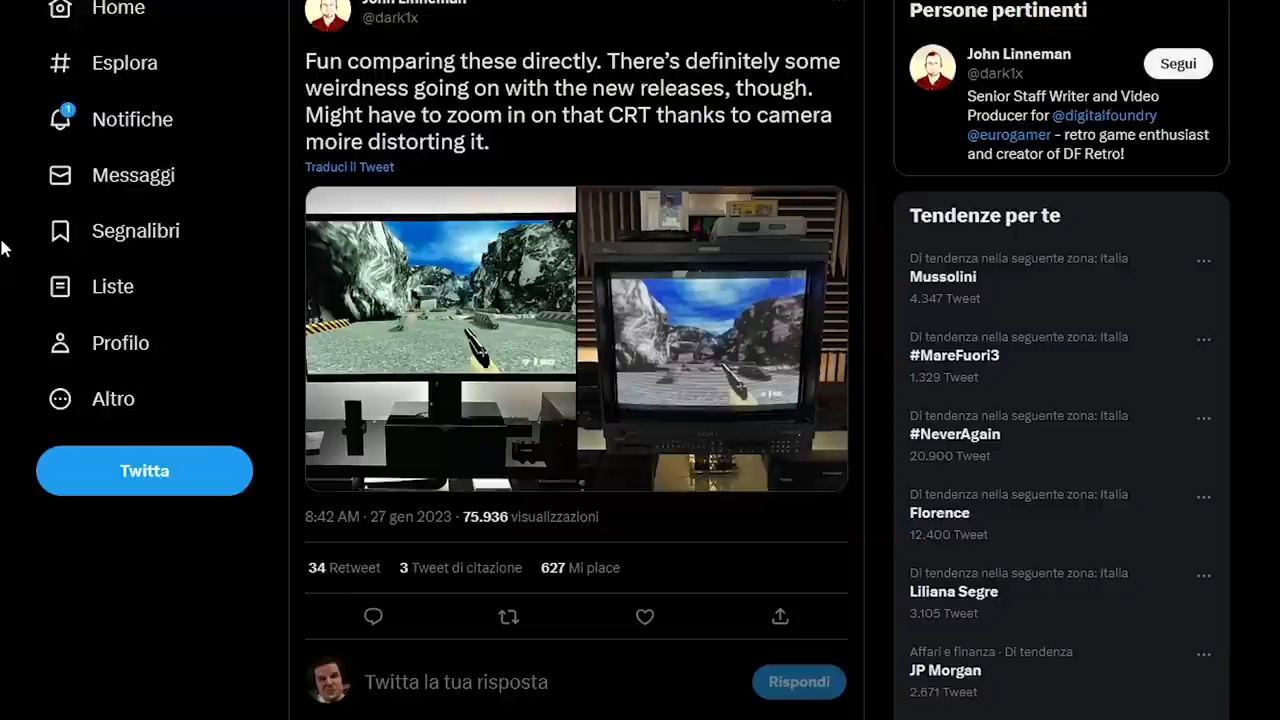 Home
Esplora
1
Notifiche
Messaggi
Segnalibri
Liste
Profilo
Altro
Twitta
John Linneman
@dark1x
Fun comparing these directly. There’s definitely some
weirdness going on with the new releases, though.
Might have to zoom in on that CRT thanks to camera
moire distorting it.
Traduci il Tweet
8:42 AM · 27 gen 2023 · 75.936 visualizzazioni
34 Retweet 3 Tweet di citazione 627 Mi piace
Twitta la tua risposta
Rispondi
Persone pertinenti
John Linneman
@dark1x
Segui
Senior Staff Writer and Video
Producer for @digitalfoundry
@eurogamer - retro game enthusiast
and creator of DF Retro!
Tendenze per te
Di tendenza nella seguente zona: Italia
Mussolini
4.347 Tweet
Di tendenza nella seguente zona: Italia
#MareFuori3
1.329 Tweet
Di tendenza nella seguente zona: Italia
#NeverAgain
20.900 Tweet
Di tendenza nella seguente zona: Italia
Florence
12.400 Tweet
Di tendenza nella seguente zona: Italia
Liliana Segre
3.105 Tweet
Affari e finanza · Di tendenza
JP Morgan
2.671 Tweet